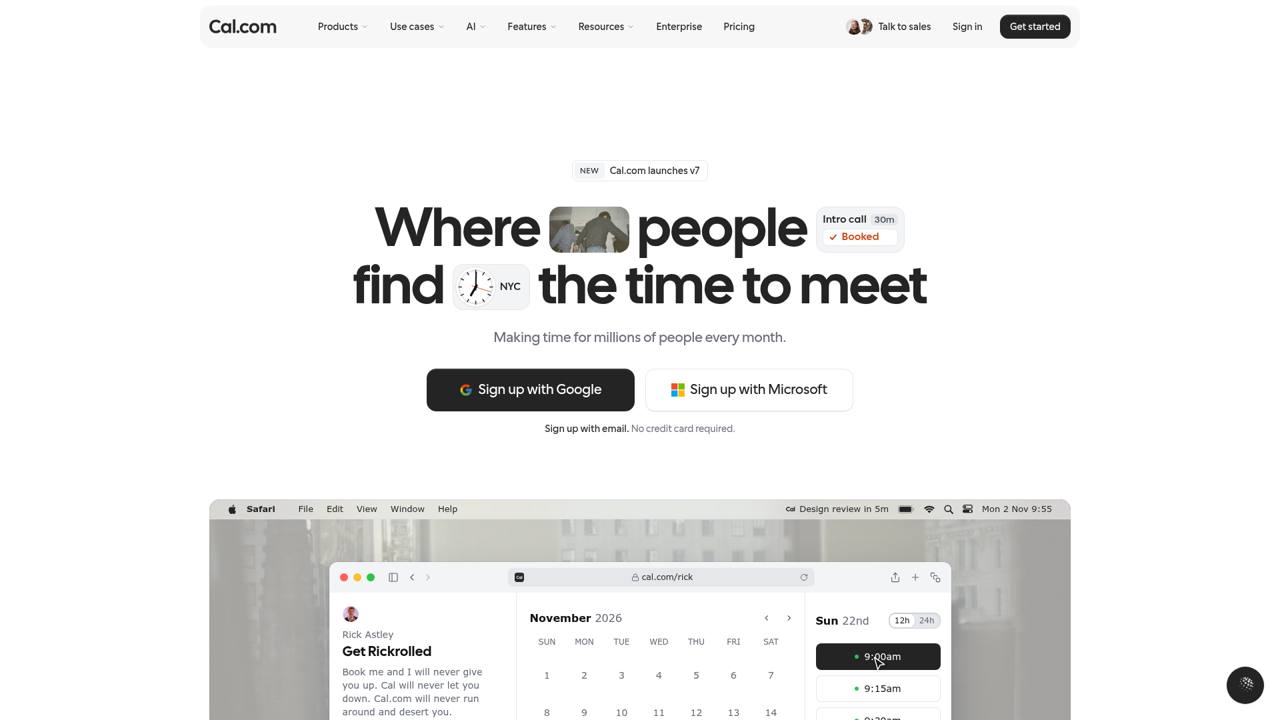 Cal.com Products Use cases AI Features Resources Enterprise Pricing Talk to sales Sign in Get started
NEW Cal.com launches v7
Where people Intro call 30m
Booked
find NYC the time to meet
Making time for millions of people every month.
Sign up with Google Sign up with Microsoft
Sign up with email. No credit card required.
Safari File Edit View Window Help Cal Design review in 5m Mon 2 Nov 9:55
Cal cal.com/rick
Rick Astley
Get Rickrolled
Book me and I will never give
you up. Cal will never let you
down. Cal.com will never run
around and desert you.
November 2026
SUN MON TUE WED THU FRI SAT
1 2 3 4 5 6 7
8 9 10 11 12 13 14
Sun 22nd 12h 24h
9:00am
9:15am